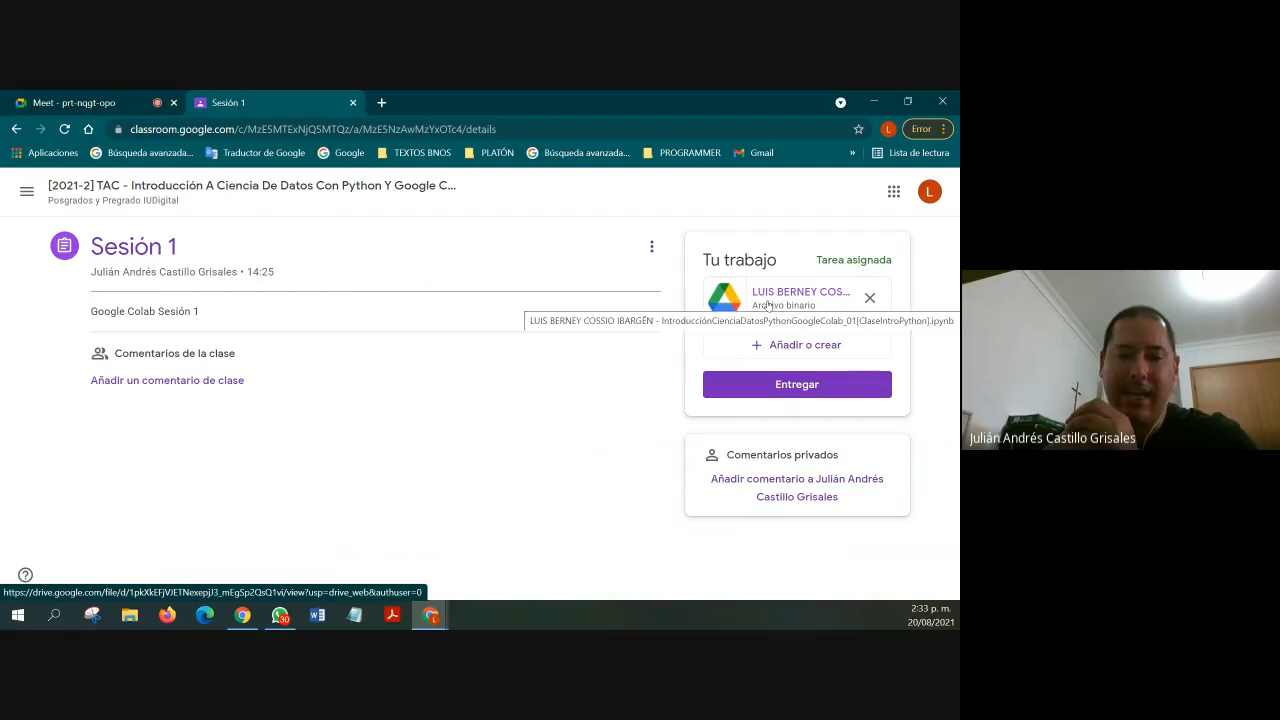 Meet - prt-nqgt-opo
Sesión 1
classroom.google.com/c/MzE5MTExNjQ5MTQz/a/MzE5NzAwMzYxOTc4/details
L
Error
Aplicaciones
Búsqueda avanzada...
Traductor de Google
Google
TEXTOS BNOS
PLATÓN
Búsqueda avanzada...
PROGRAMMER
Gmail
»
Lista de lectura
[2021-2] TAC - Introducción A Ciencia De Datos Con Python Y Google C...
Posgrados y Pregrado IUDigital
L
Sesión 1
Julián Andrés Castillo Grisales • 14:25
Google Colab Sesión 1
Comentarios de la clase
Añadir un comentario de clase
Tu trabajo
Tarea asignada
LUIS BERNEY COS...
Archivo binario
LUIS BERNEY COSSIO IBARGËN - IntroducciónCienciaDatosPythonGoogleColab_01[ClaseIntroPython].ipynb
+ Añadir o crear
Entregar
Comentarios privados
Añadir comentario a Julián Andrés
Castillo Grisales
Julián Andrés Castillo Grisales
https://drive.google.com/file/d/1pkXkEFjVJETNexepjJ3_mEgSp2QsQ1vi/view?usp=drive_web&authuser=0
30
L
2:33 p. m.
20/08/2021